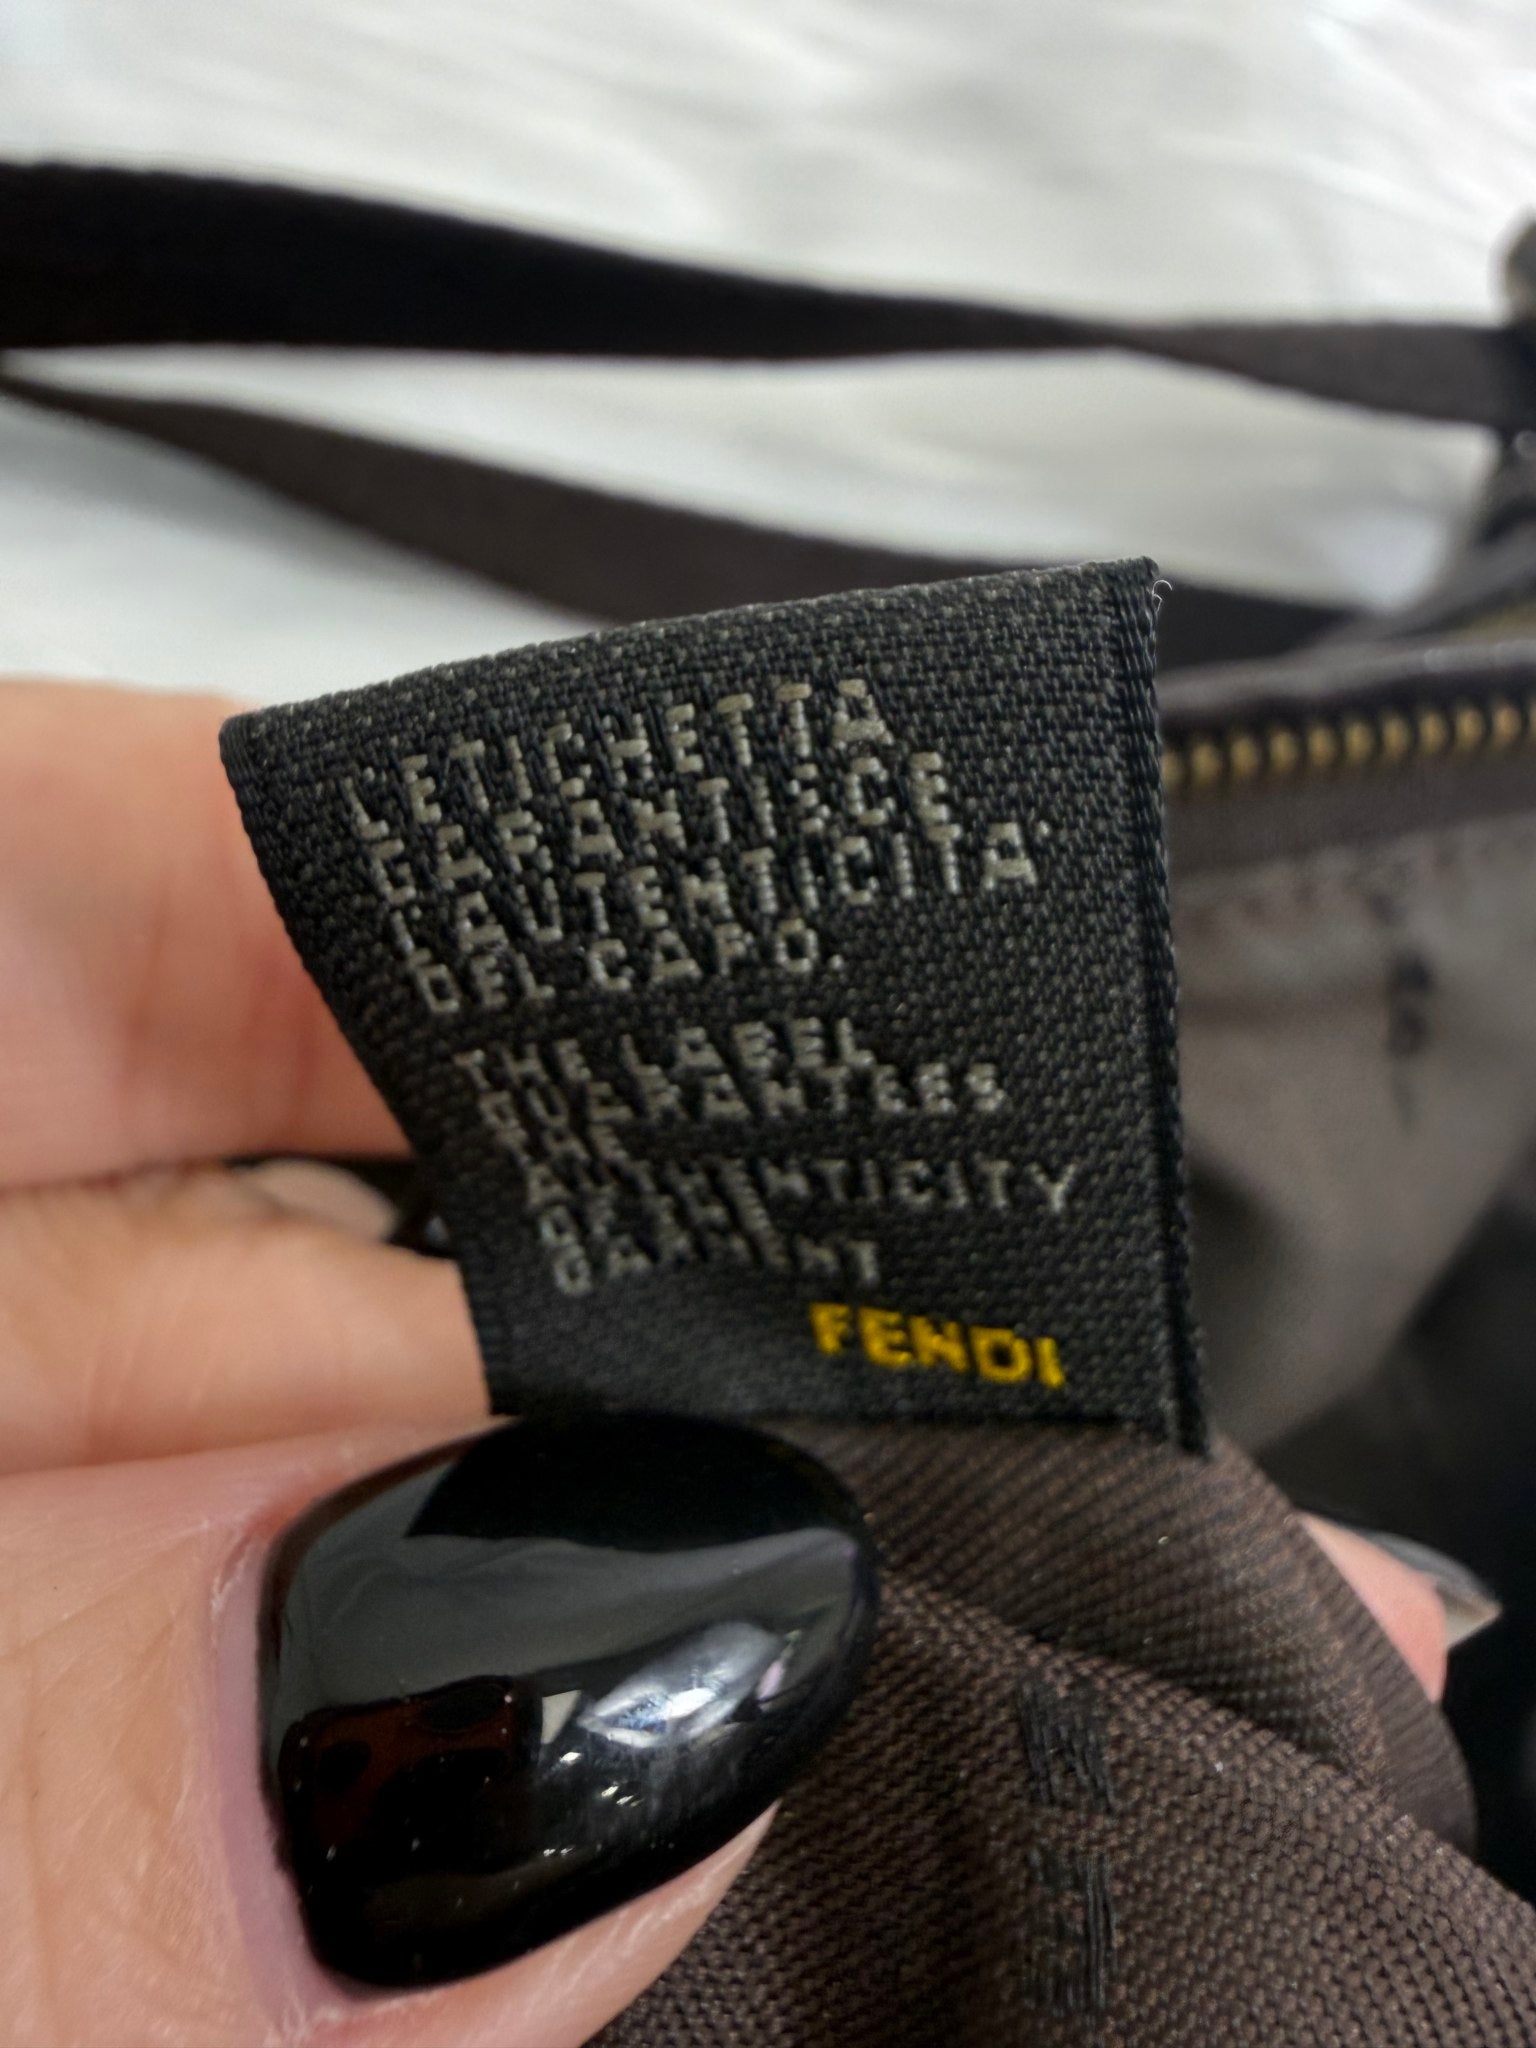 L'ETICHETTA
GARANTISCE
L'AUTENTICITA'
DEL CAPO.
THE LABEL
GUARANTEES
THE
AUTHENTICITY
OF THE
GARMENT
FENDI